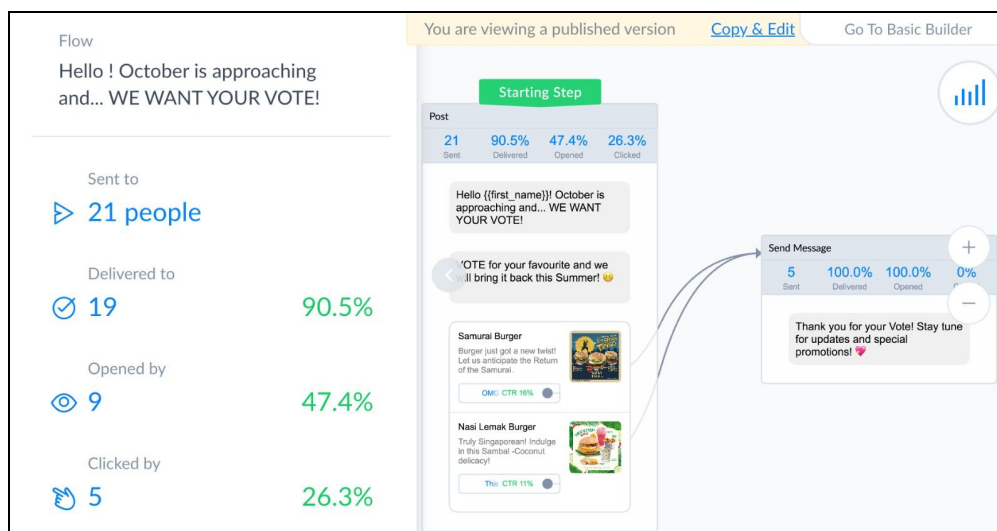 Flow
Hello ! October is approaching
and... WE WANT YOUR VOTE!
Sent to
21 people
Delivered to
19 90.5%
Opened by
9 47.4%
Clicked by
5 26.3%
You are viewing a published version Copy & Edit Go To Basic Builder
Starting Step
Post
21 90.5% 47.4% 26.3%
Sent Delivered Opened Clicked
Hello {{first_name}}! October is
approaching and... WE WANT
YOUR VOTE!
VOTE for your favourite and we
will bring it back this Summer! 😁
Samurai Burger
Burger just got a new twist!
Let us anticipate the Return
of the Samurai.
OMG CTR 16%
Nasi Lemak Burger
Truly Singaporean! Indulge
in this Sambal -Coconut
delicacy!
This CTR 11%
Send Message
5 100.0% 100.0% 0%
Sent Delivered Opened
Thank you for your Vote! Stay tune
for updates and special
promotions! 💖